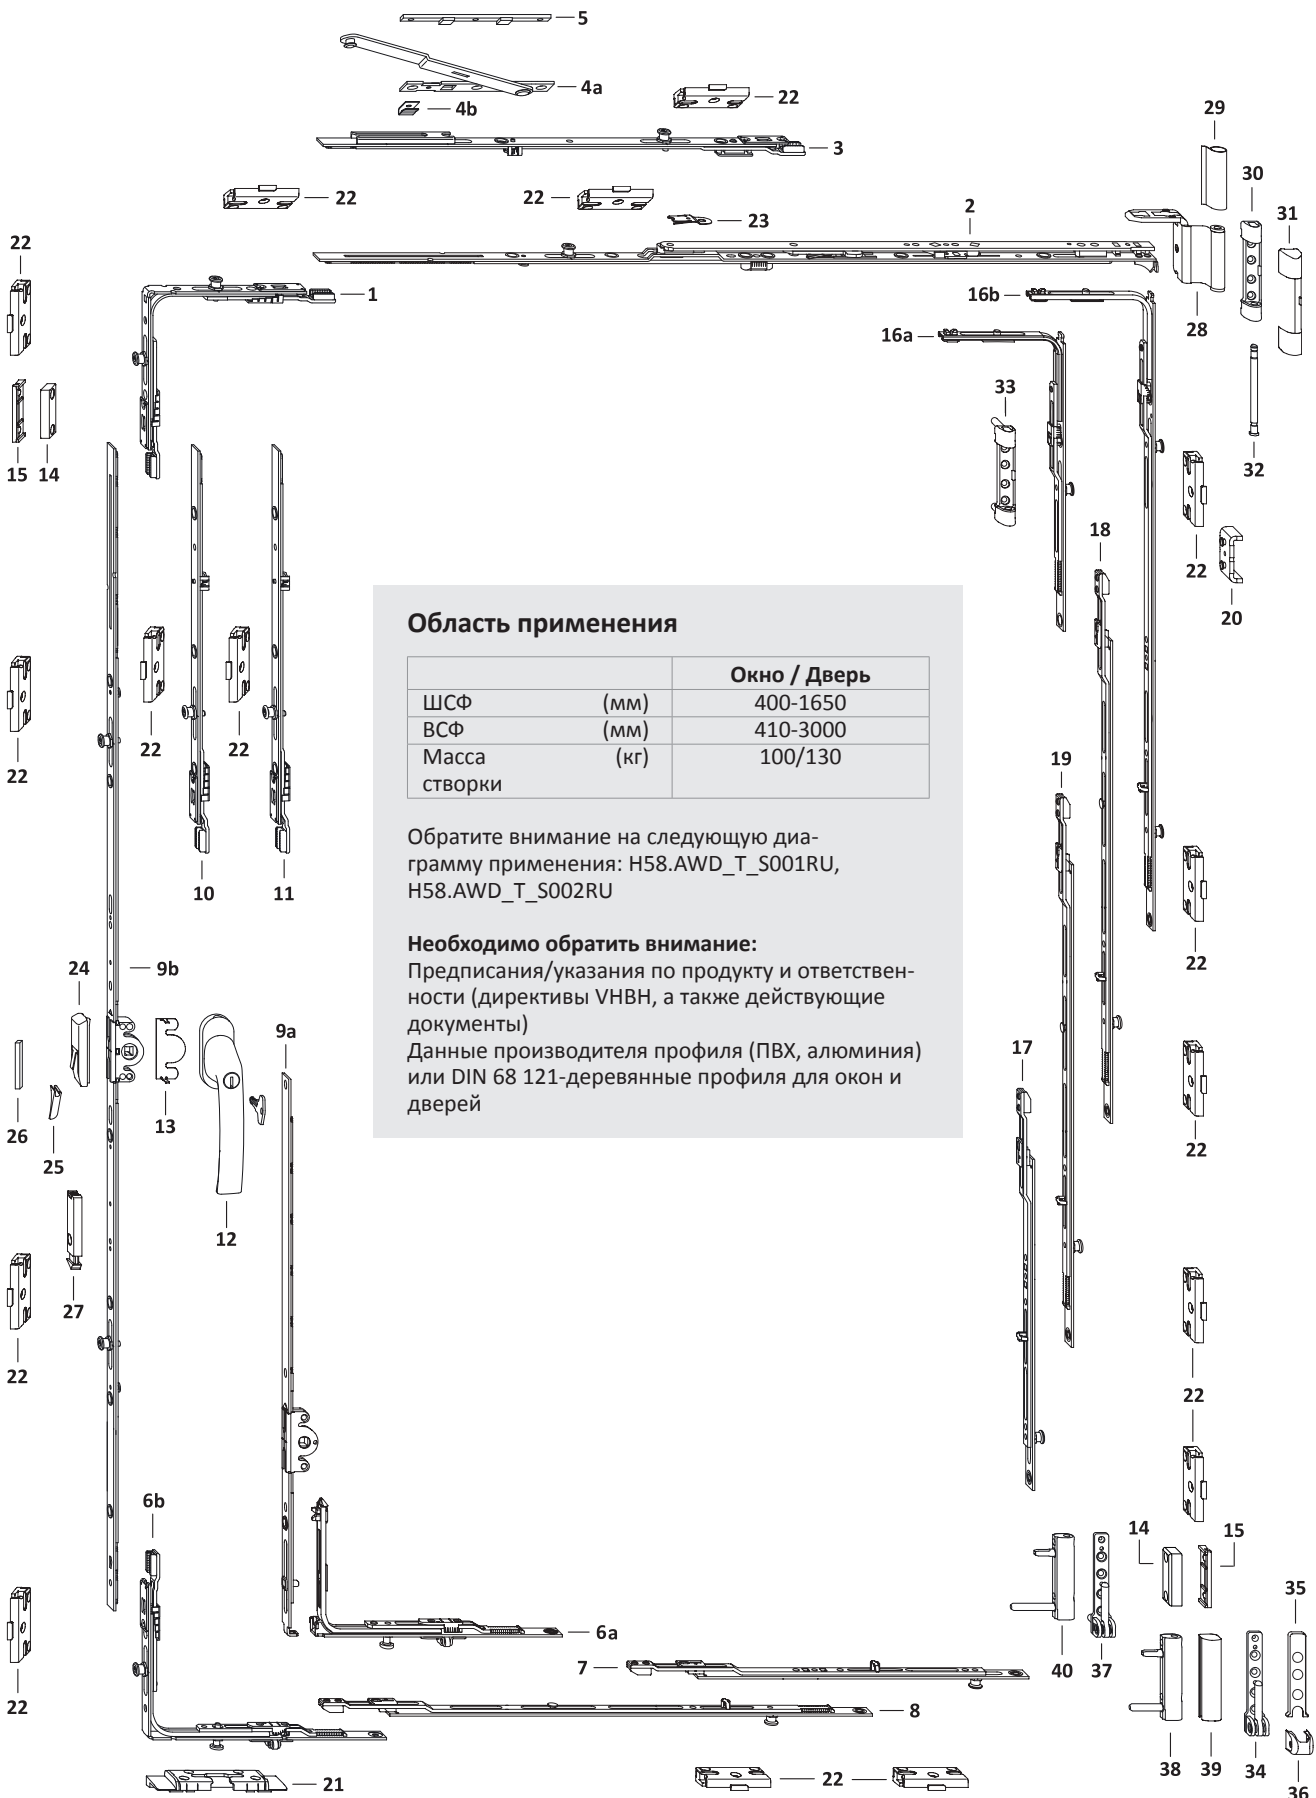 5
4a
4b
22
3
29
30
31
22
22
23
2
22
1
16b
28
16a
33
15
14
32
18
22
20
Область применения
Окно / Дверь
ШСФ (мм) 400-1650
ВСФ (мм) 410-3000
Масса (кг) 100/130
створки
22
22
22
19
Обратите внимание на следующую диа-
грамму применения: H58.AWD_T_S001RU,
H58.AWD_T_S002RU
10
11
Необходимо обратить внимание:
Предписания/указания по продукту и ответствен-
ности (директивы VHBH, а также действующие
документы)
Данные производителя профиля (ПВХ, алюминия)
или DIN 68 121-деревянные профиля для окон и
дверей
24
9b
22
9a
17
26
13
25
22
12
27
22
22
6b
14
15
35
6a
7
40
37
22
8
38
39
34
36
21
22